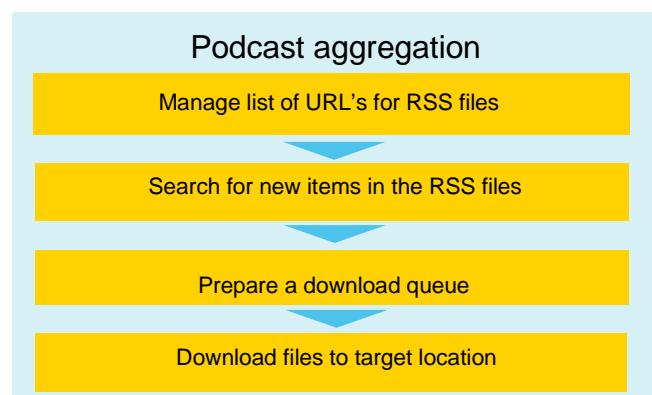 Podcast aggregation
Manage list of URL’s for RSS files
Search for new items in the RSS files
Prepare a download queue
Download files to target location